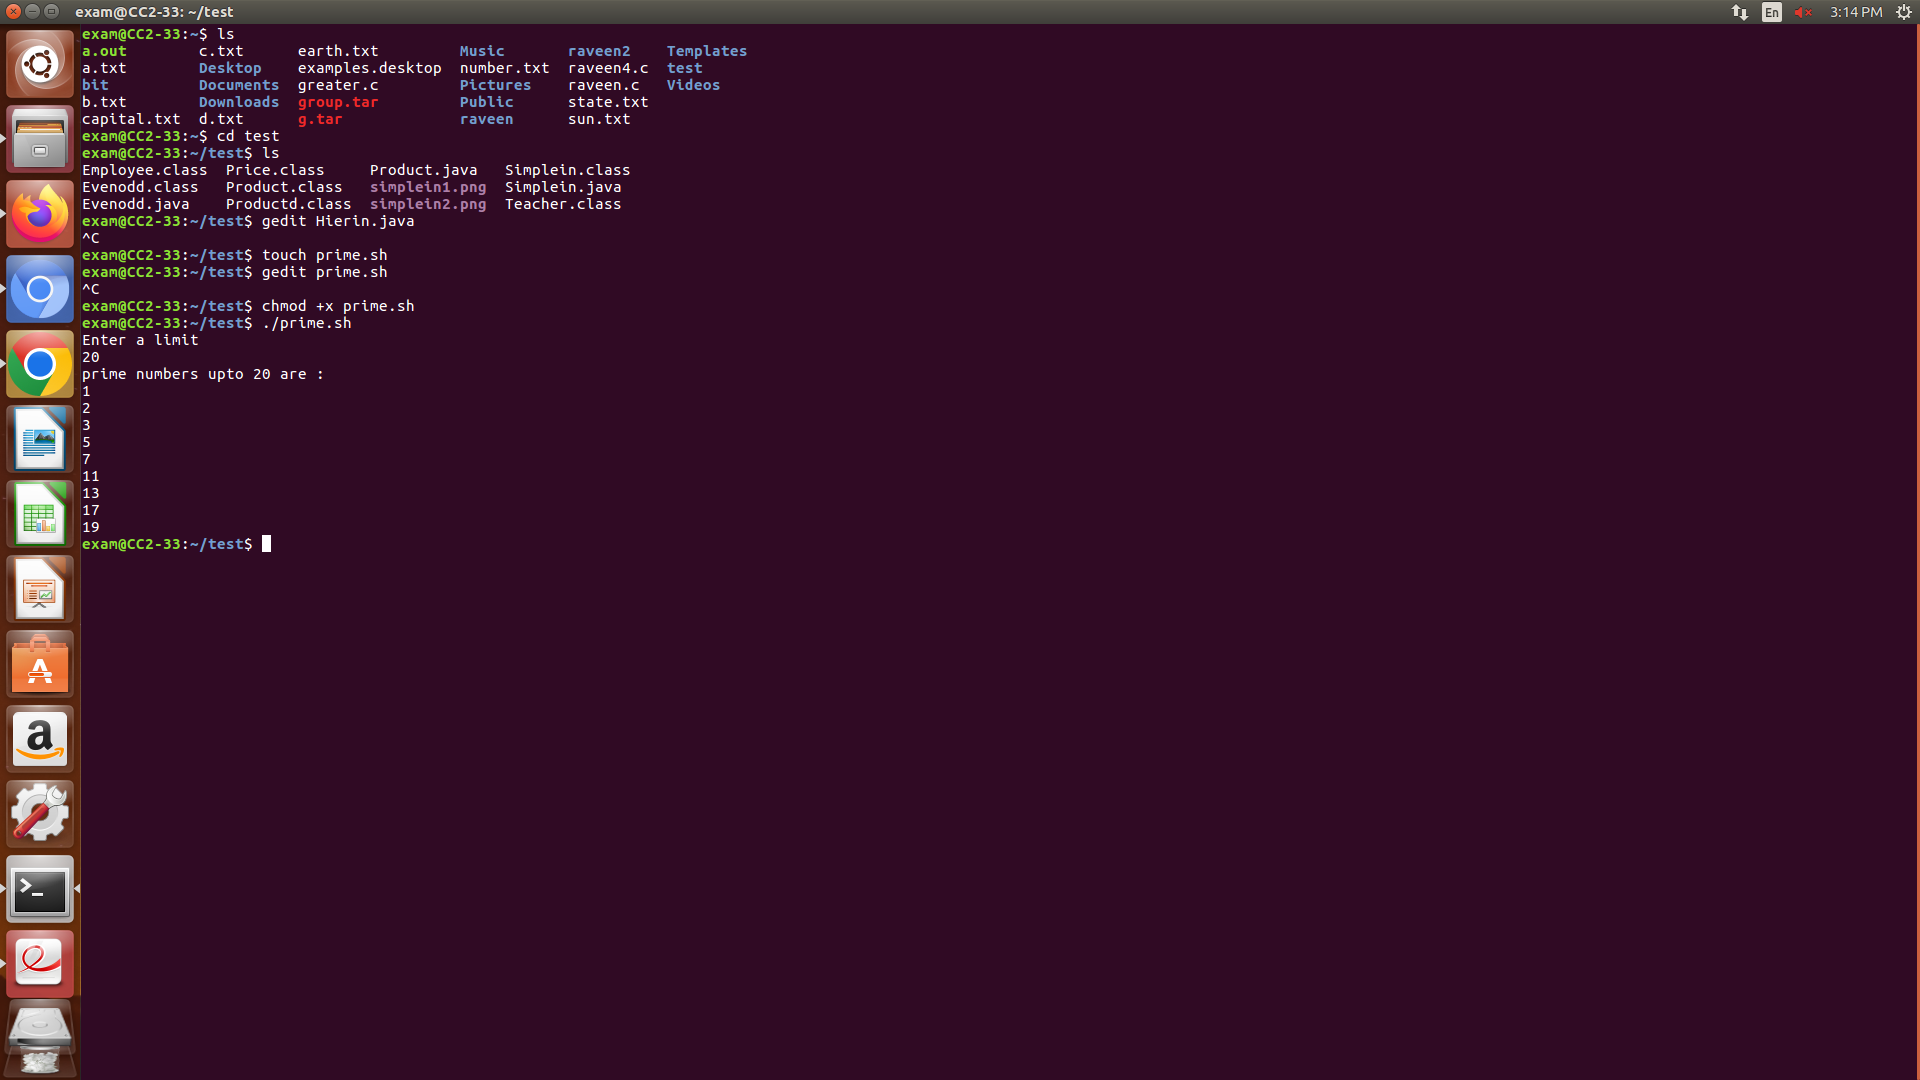 exam@CC2-33: ~/test
En
3:14 PM
exam@CC2-33:~$ ls
a.out        c.txt      earth.txt         Music       raveen2   Templates
a.txt        Desktop    examples.desktop  number.txt  raveen4.c  test
bit          Documents  greater.c         Pictures    raveen.c   Videos
b.txt        Downloads  group.tar         Public      state.txt
capital.txt  d.txt      g.tar             raveen      sun.txt
exam@CC2-33:~$ cd test
exam@CC2-33:~/test$ ls
Employee.class  Price.class     Product.java   Simplein.class
Evenodd.class   Product.class   simplein1.png  Simplein.java
Evenodd.java    Productd.class  simplein2.png  Teacher.class
exam@CC2-33:~/test$ gedit Hierin.java
^C
exam@CC2-33:~/test$ touch prime.sh
exam@CC2-33:~/test$ gedit prime.sh
^C
exam@CC2-33:~/test$ chmod +x prime.sh
exam@CC2-33:~/test$ ./prime.sh
Enter a limit
20
prime numbers upto 20 are :
1
2
3
5
7
11
13
17
19
exam@CC2-33:~/test$